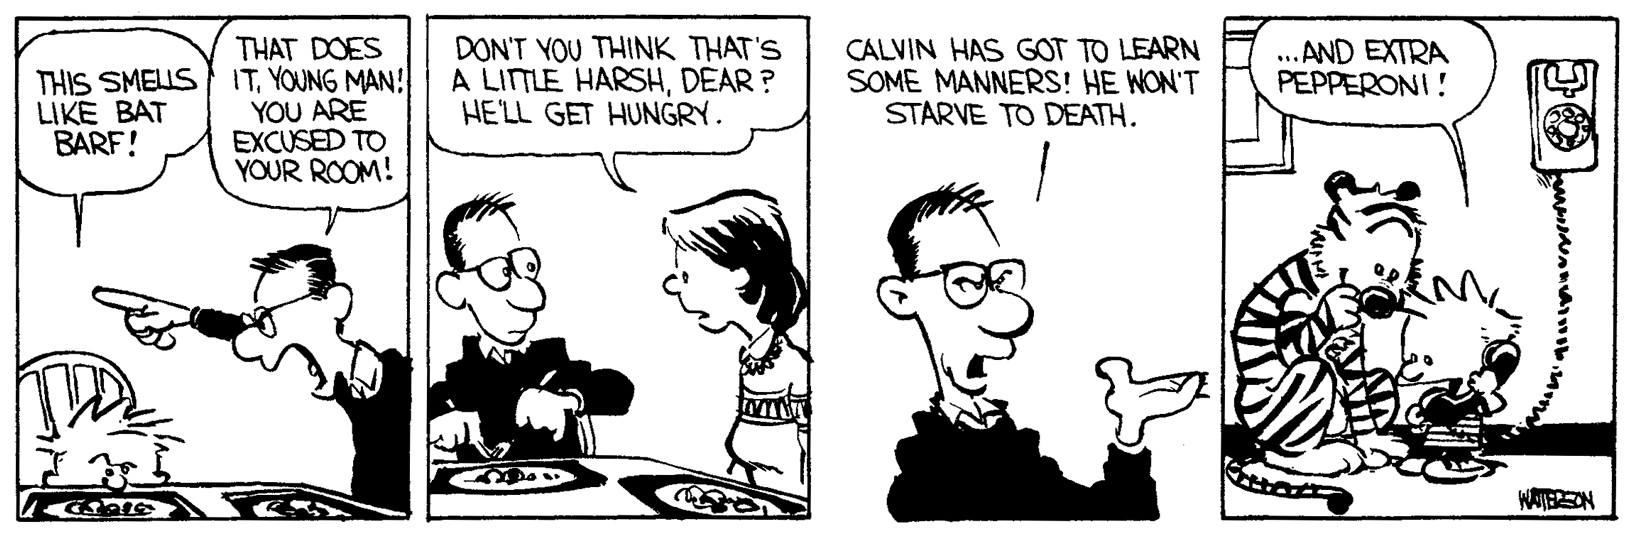 THIS SMELLS
LIKE BAT
BARF!
THAT DOES
IT, YOUNG MAN!
YOU ARE
EXCUSED TO
YOUR ROOM!
DON'T YOU THINK THAT'S
A LITTLE HARSH, DEAR?
HE'LL GET HUNGRY.
CALVIN HAS GOT TO LEARN
SOME MANNERS! HE WON'T
STARVE TO DEATH.
...AND EXTRA
PEPPERONI!
WATTERSON